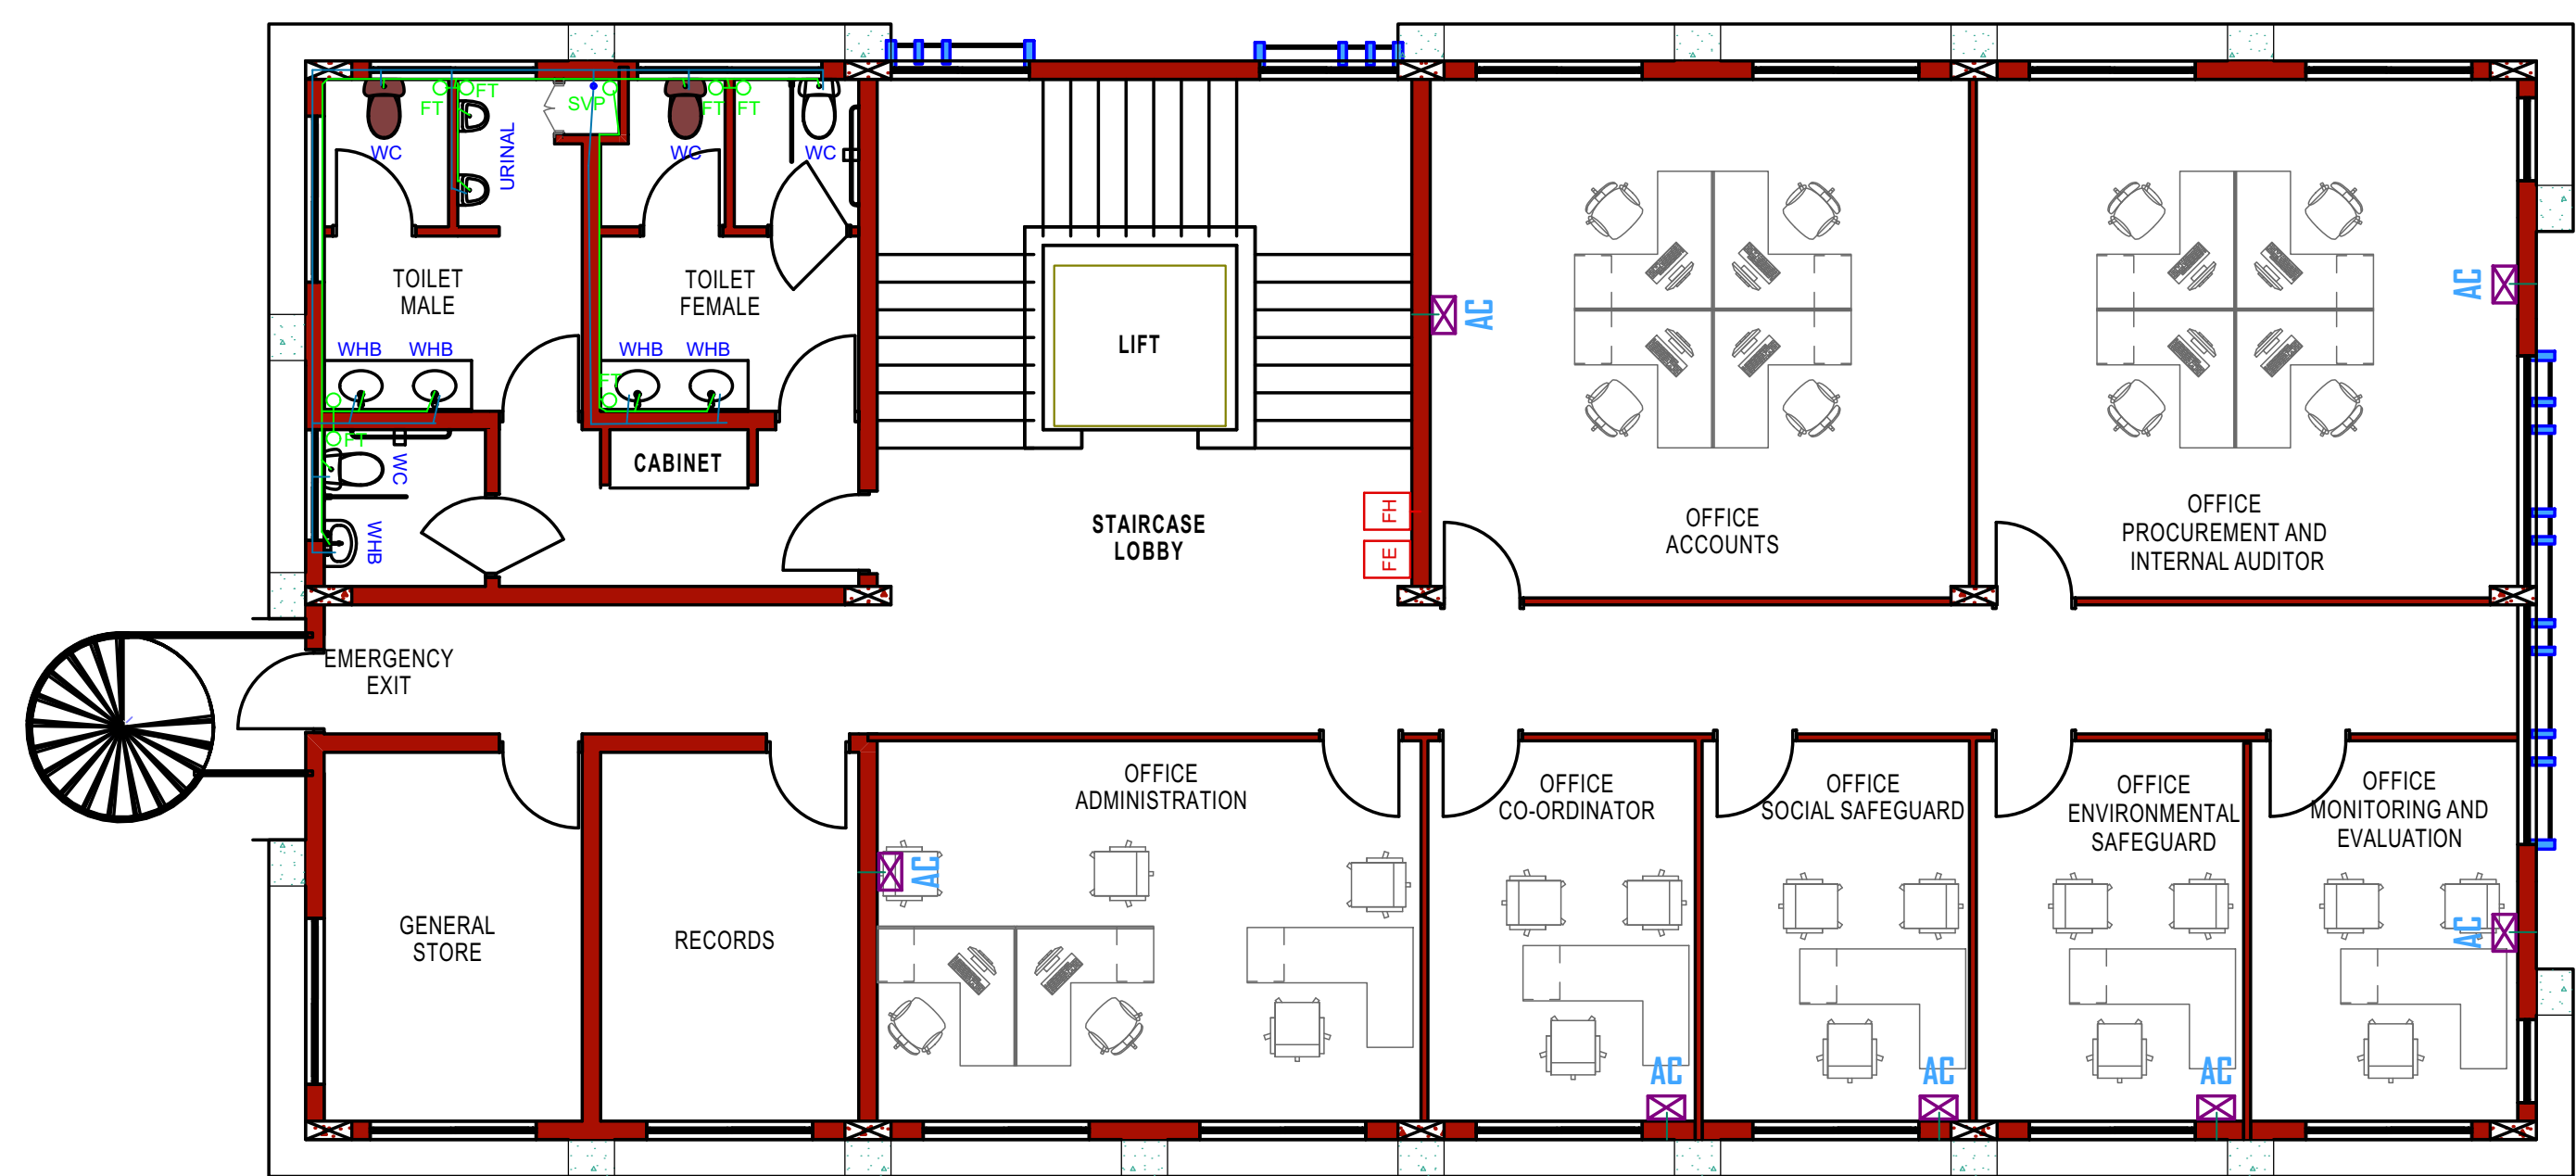 FT
FT
SVP
FT
FT
WC
URINAL
WC
WC
TOILET
MALE
TOILET
FEMALE
WHB
WHB
WHB
WHB
FT
FT
WC
WHB
CABINET
LIFT
STAIRCASE
LOBBY
FH
FE
AC
OFFICE
ACCOUNTS
AC
OFFICE
PROCUREMENT AND
INTERNAL AUDITOR
EMERGENCY
EXIT
GENERAL
STORE
RECORDS
OFFICE
ADMINISTRATION
AC
OFFICE
CO-ORDINATOR
AC
OFFICE
SOCIAL SAFEGUARD
AC
OFFICE
ENVIRONMENTAL
SAFEGUARD
AC
OFFICE
MONITORING AND
EVALUATION
AC